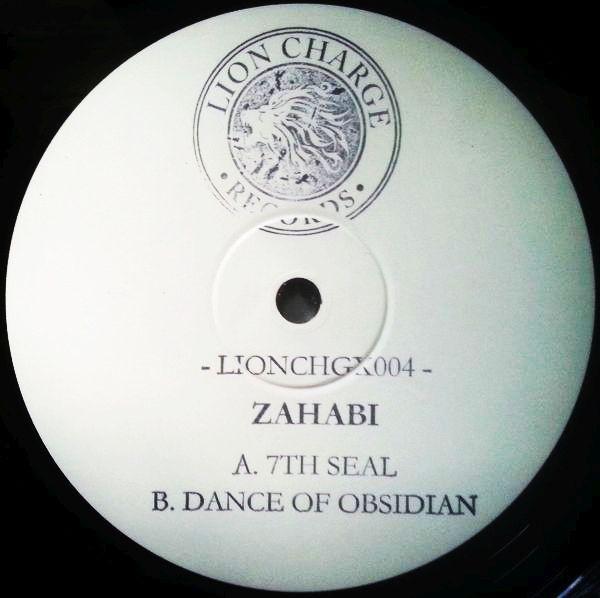 LION CHARGE
• RECORDS •
- LIONCHGX004 -
ZAHABI
A. 7TH SEAL
B. DANCE OF OBSIDIAN